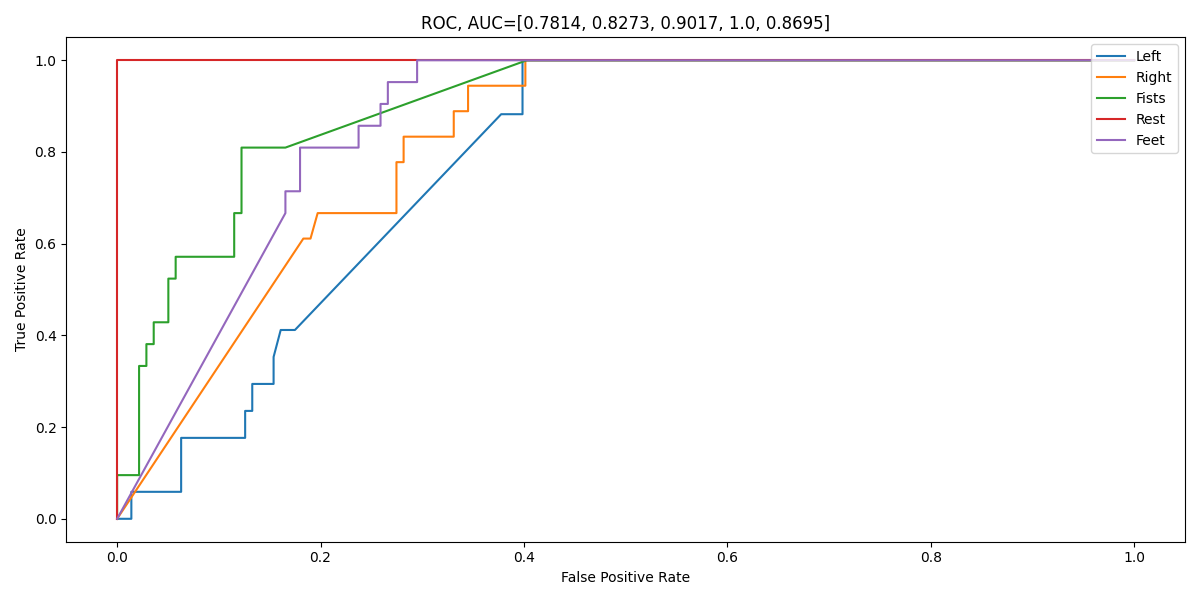 ROC, AUC=[0.7814, 0.8273, 0.9017, 1.0, 0.8695]
Left
Right
Fists
Rest
Feet
True Positive Rate
1.0
0.8
0.6
0.4
0.2
0.0
0.0 0.2 0.4 0.6 0.8 1.0
False Positive Rate